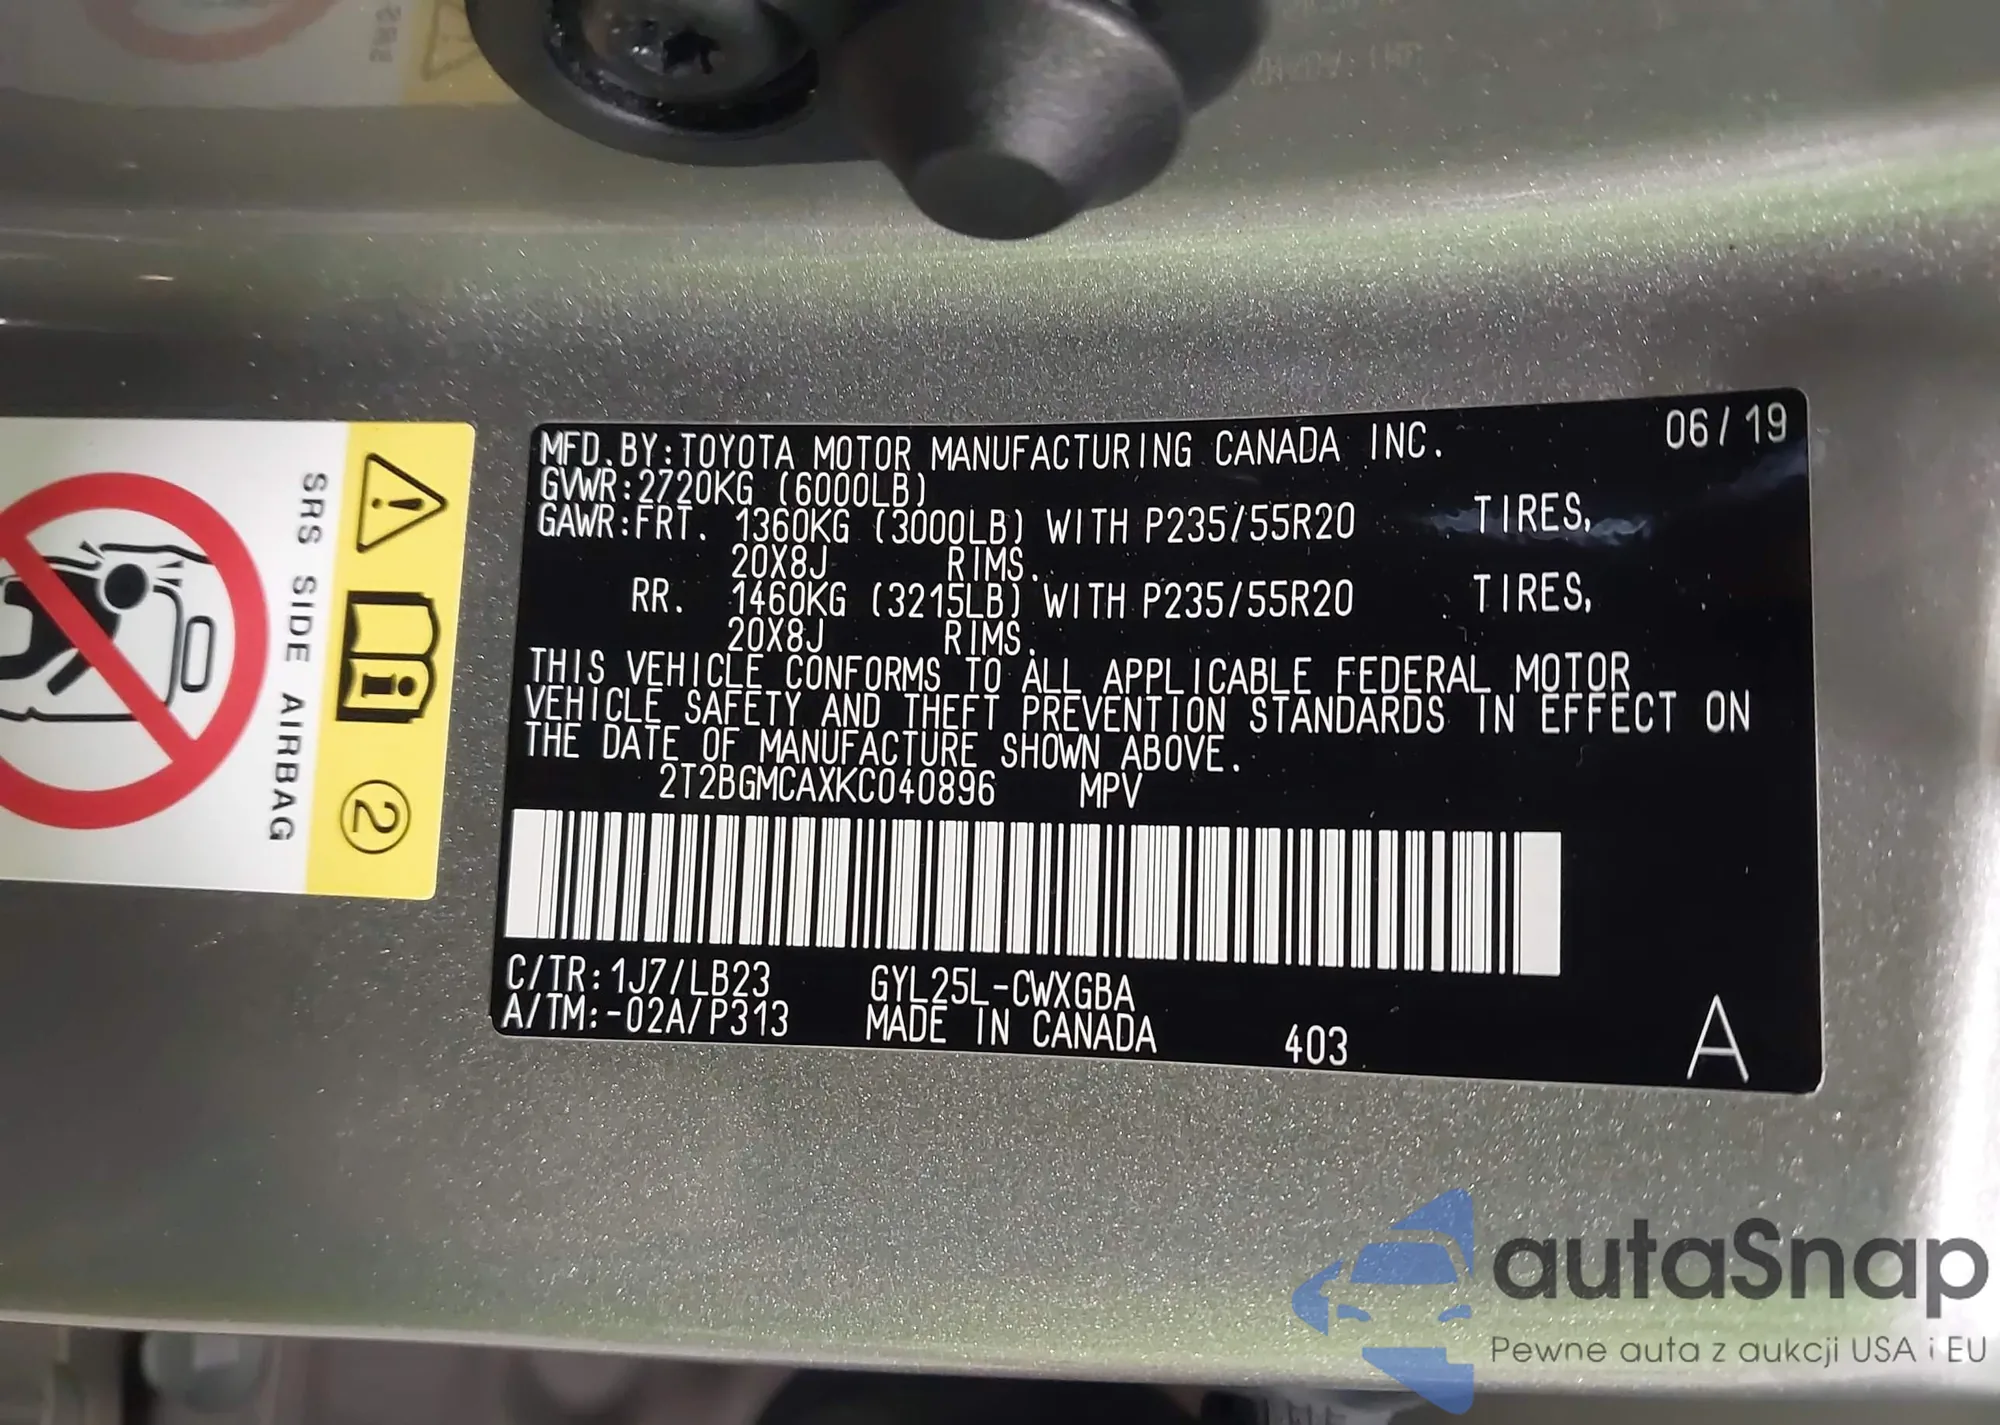 MFD.BY:TOYOTA MOTOR MANUFACTURING CANADA INC. 06/19
GVWR:2720KG (6000LB)
GAWR:FRT. 1360KG (3000LB) WITH P235/55R20 TIRES,
20X8J RIMS.
RR. 1460KG (3215LB) WITH P235/55R20 TIRES,
20X8J RIMS.
THIS VEHICLE CONFORMS TO ALL APPLICABLE FEDERAL MOTOR
VEHICLE SAFETY AND THEFT PREVENTION STANDARDS IN EFFECT ON
THE DATE OF MANUFACTURE SHOWN ABOVE.
2T2BGMCAXKC040896 MPV
C/TR:1J7/LB23 GYL25L-CWXGBA
A/TM:-02A/P313 MADE IN CANADA 403 A
SRS SIDE AIRBAG
2
autaSnap
Pewne auta z aukcji USA i EU